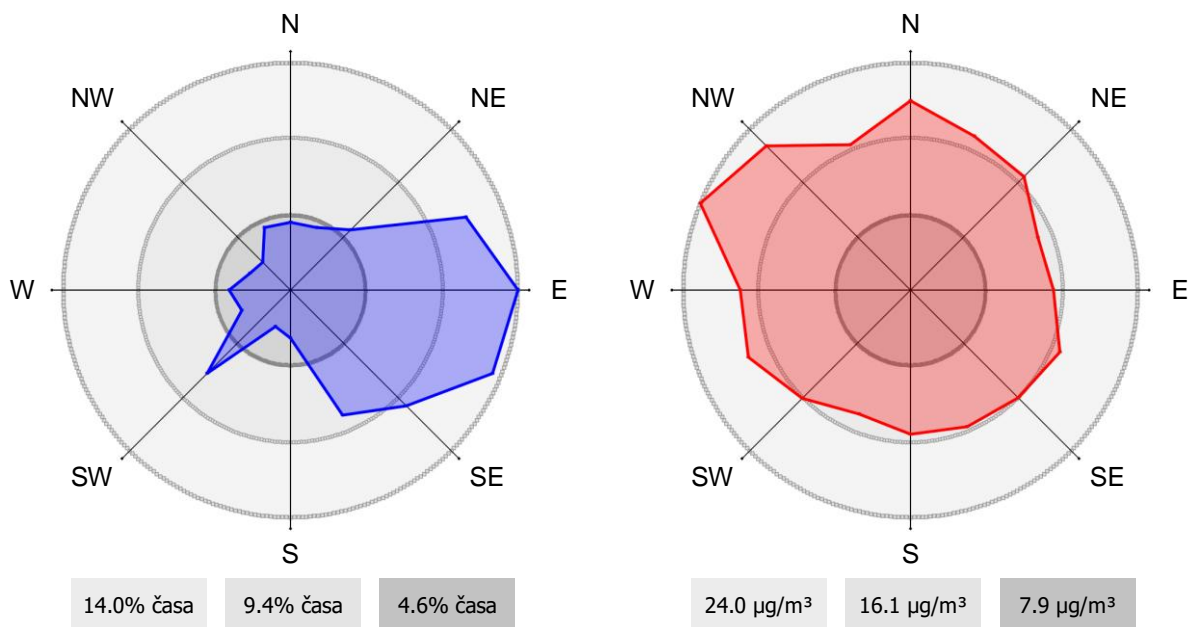 N
NE
E
SE
S
SW
W
NW
14.0% časa
9.4% časa
4.6% časa
N
NE
E
SE
S
SW
W
NW
24.0 µg/m³
16.1 µg/m³
7.9 µg/m³